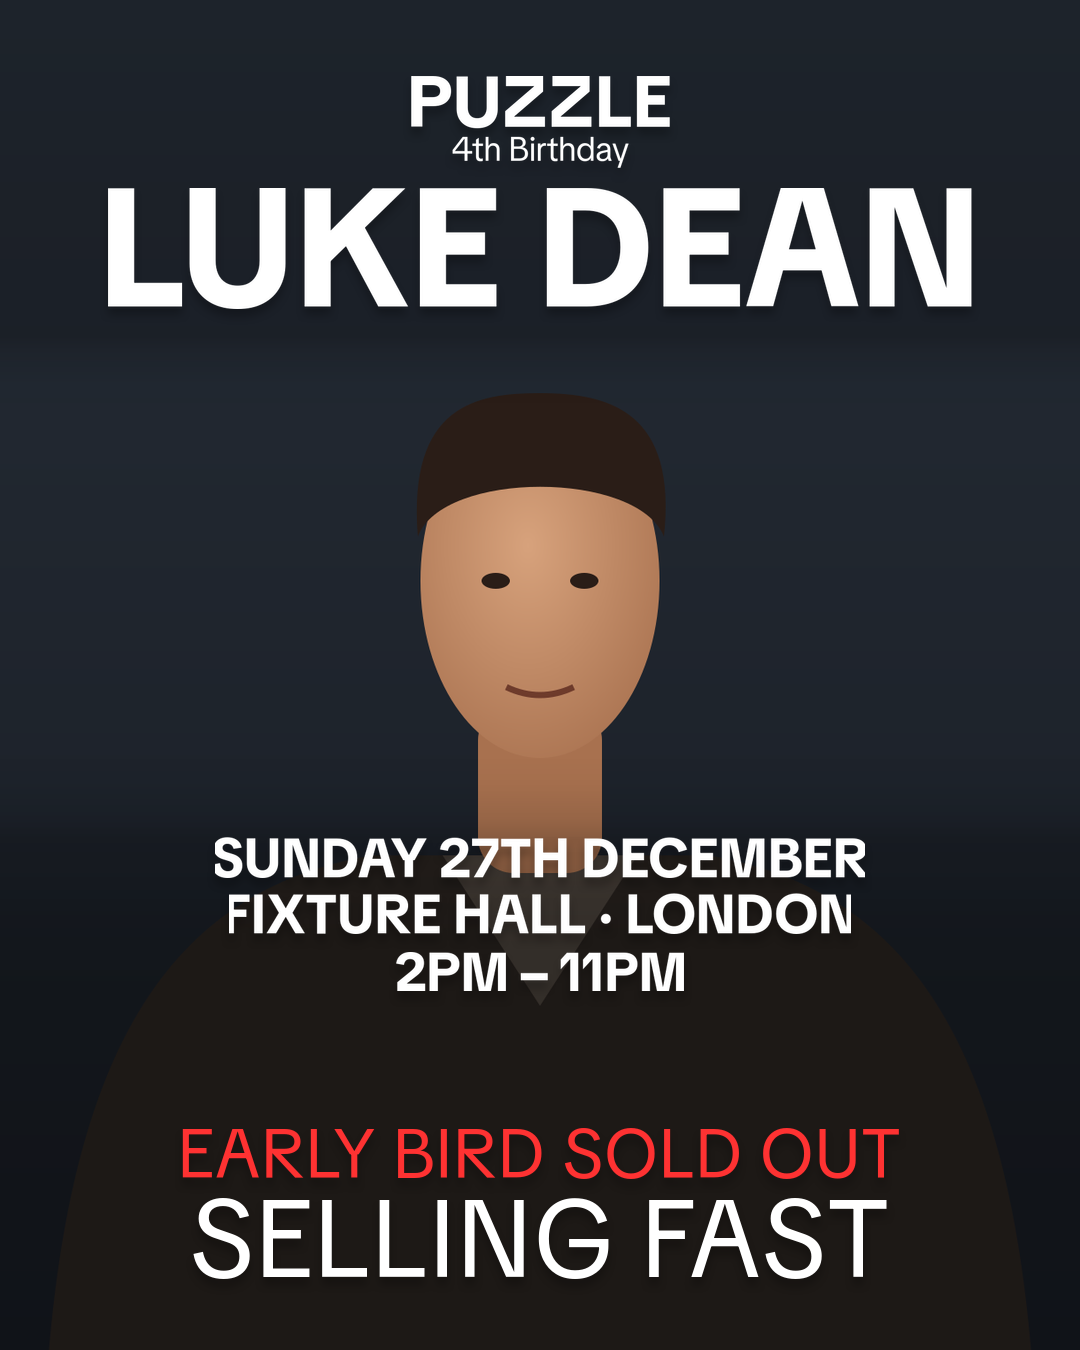 PUZZLE
4th Birthday
LUKE DEAN
SUNDAY 27TH DECEMBER
FIXTURE HALL · LONDON
2PM – 11PM
EARLY BIRD SOLD OUT
SELLING FAST